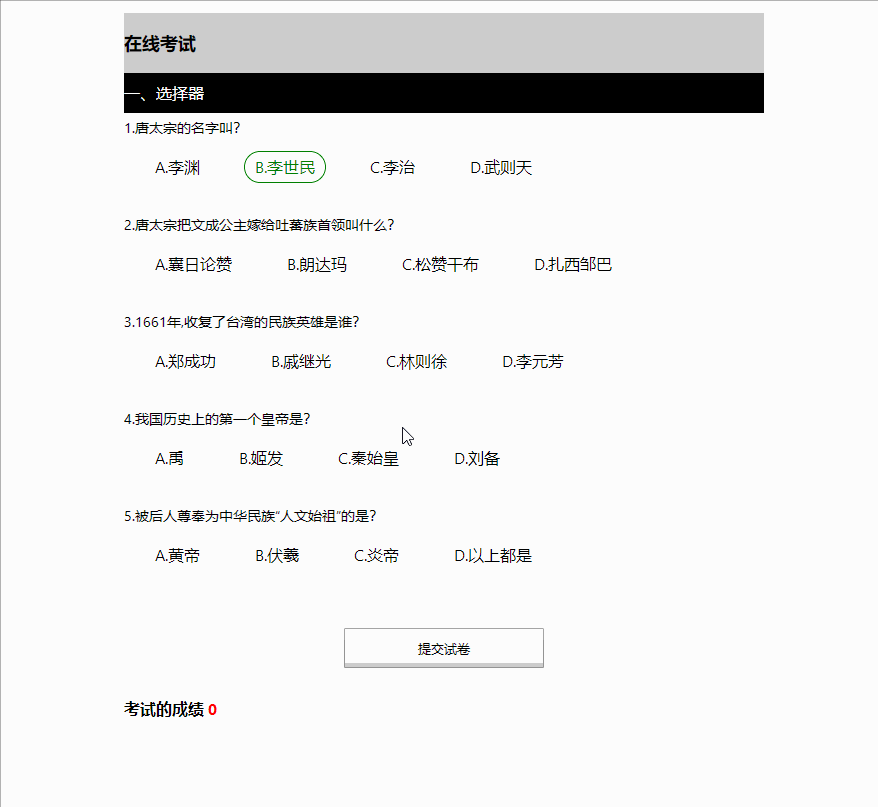 在线考试
一、选择器
1.唐太宗的名字叫?
A.李渊 B.李世民 C.李治 D.武则天
2.唐太宗把文成公主嫁给吐蕃族首领叫什么?
A.囊日论赞 B.朗达玛 C.松赞干布 D.扎西邹巴
3.1661年,收复了台湾的民族英雄是谁?
A.郑成功 B.戚继光 C.林则徐 D.李元芳
4.我国历史上的第一个皇帝是?
A.禹 B.姬发 C.秦始皇 D.刘备
5.被后人尊奉为中华民族“人文始祖”的是?
A.黄帝 B.伏羲 C.炎帝 D.以上都是
提交试卷
考试的成绩 0